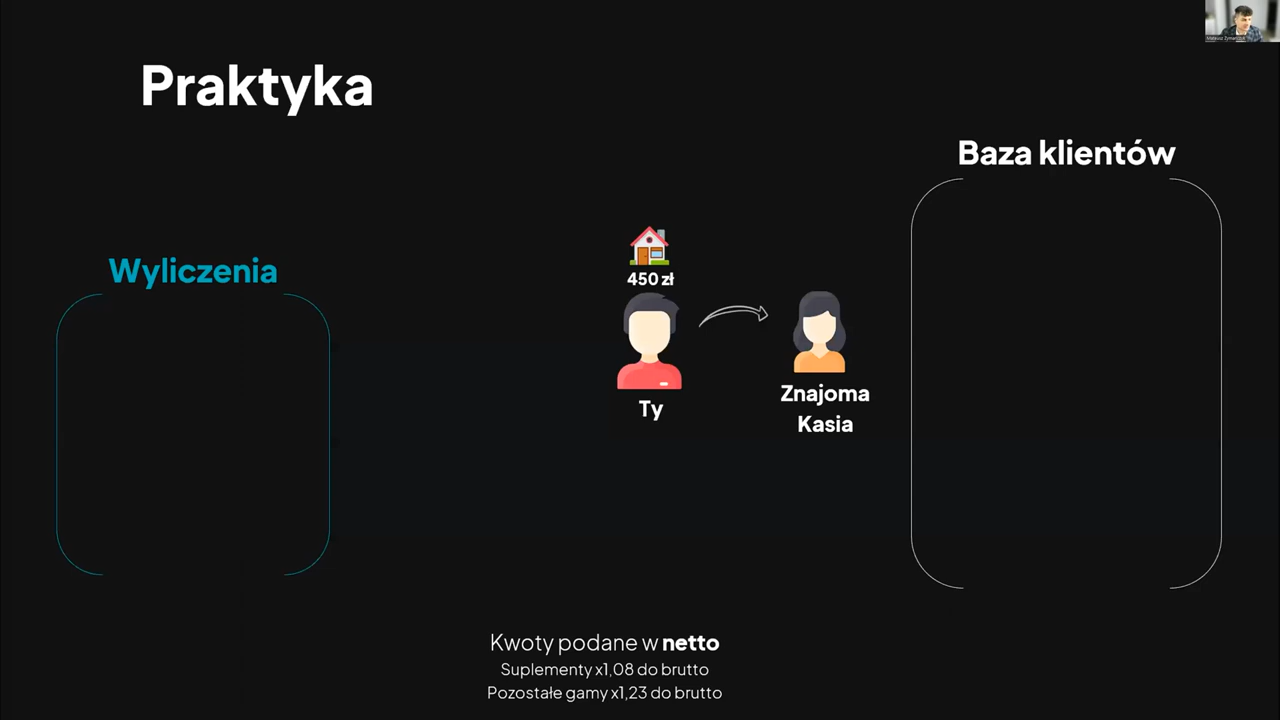 Praktyka
Baza klientów
Wyliczenia
450 zł
Ty
Znajoma
Kasia
Kwoty podane w netto
Suplementy x1,08 do brutto
Pozostałe gamy x1,23 do brutto